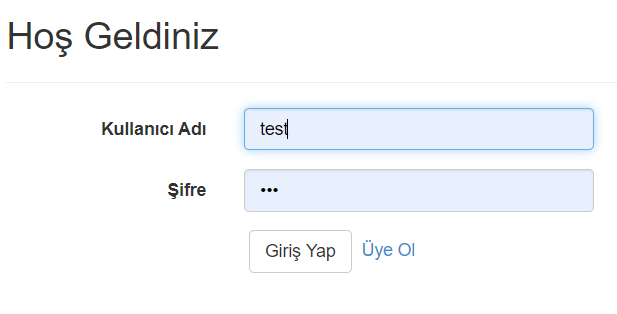 Hoş Geldiniz
Kullanıcı Adı test
Şifre •••
Giriş Yap Üye Ol